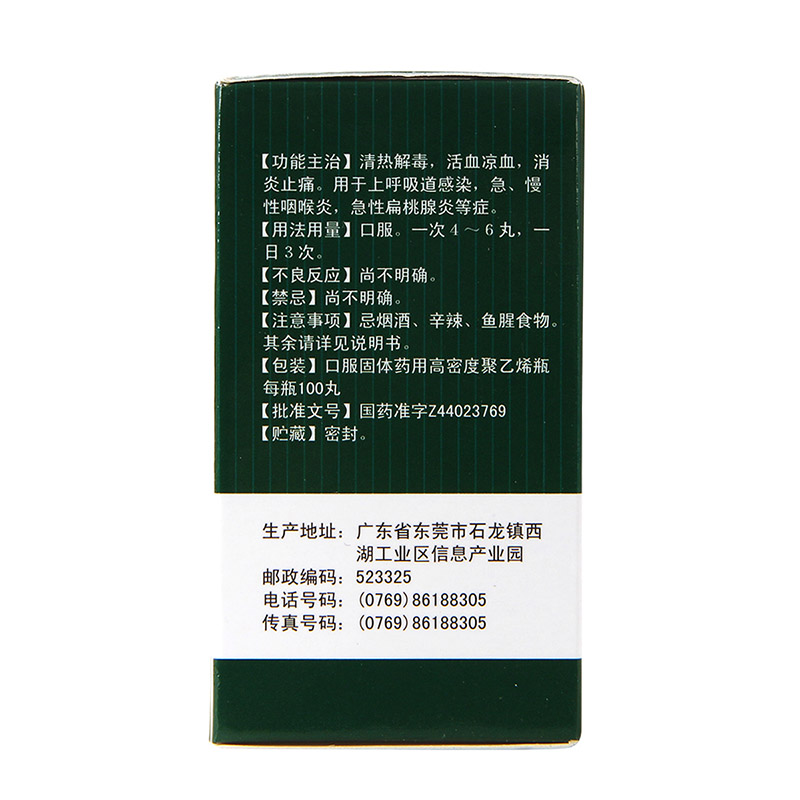 【功能主治】清热解毒，活血凉血，消
炎止痛。用于上呼吸道感染，急、慢
性咽喉炎，急性扁桃腺炎等症。
【用法用量】口服。一次4～6丸，一
日3次。
【不良反应】尚不明确。
【禁忌】尚不明确。
【注意事项】忌烟酒、辛辣、鱼腥食物。
其余请详见说明书。
【包装】口服固体药用高密度聚乙烯瓶
每瓶100丸
【批准文号】国药准字Z44023769
【贮藏】密封。
生产地址：广东省东莞市石龙镇西
湖工业区信息产业园
邮政编码：523325
电话号码：(0769)86188305
传真号码：(0769)86188305